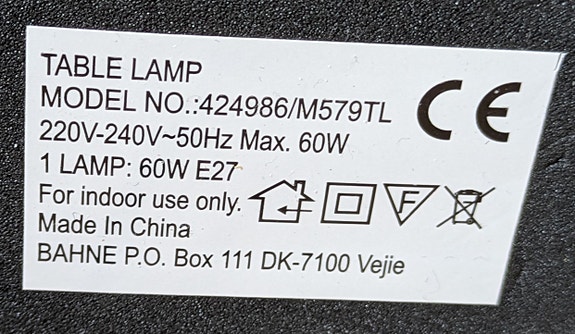 TABLE LAMP
MODEL NO.:424986/M579TL
220V-240V~50Hz Max. 60W
1 LAMP: 60W E27
For indoor use only.
Made In China
BAHNE P.O. Box 111 DK-7100 Vejie
CE
F